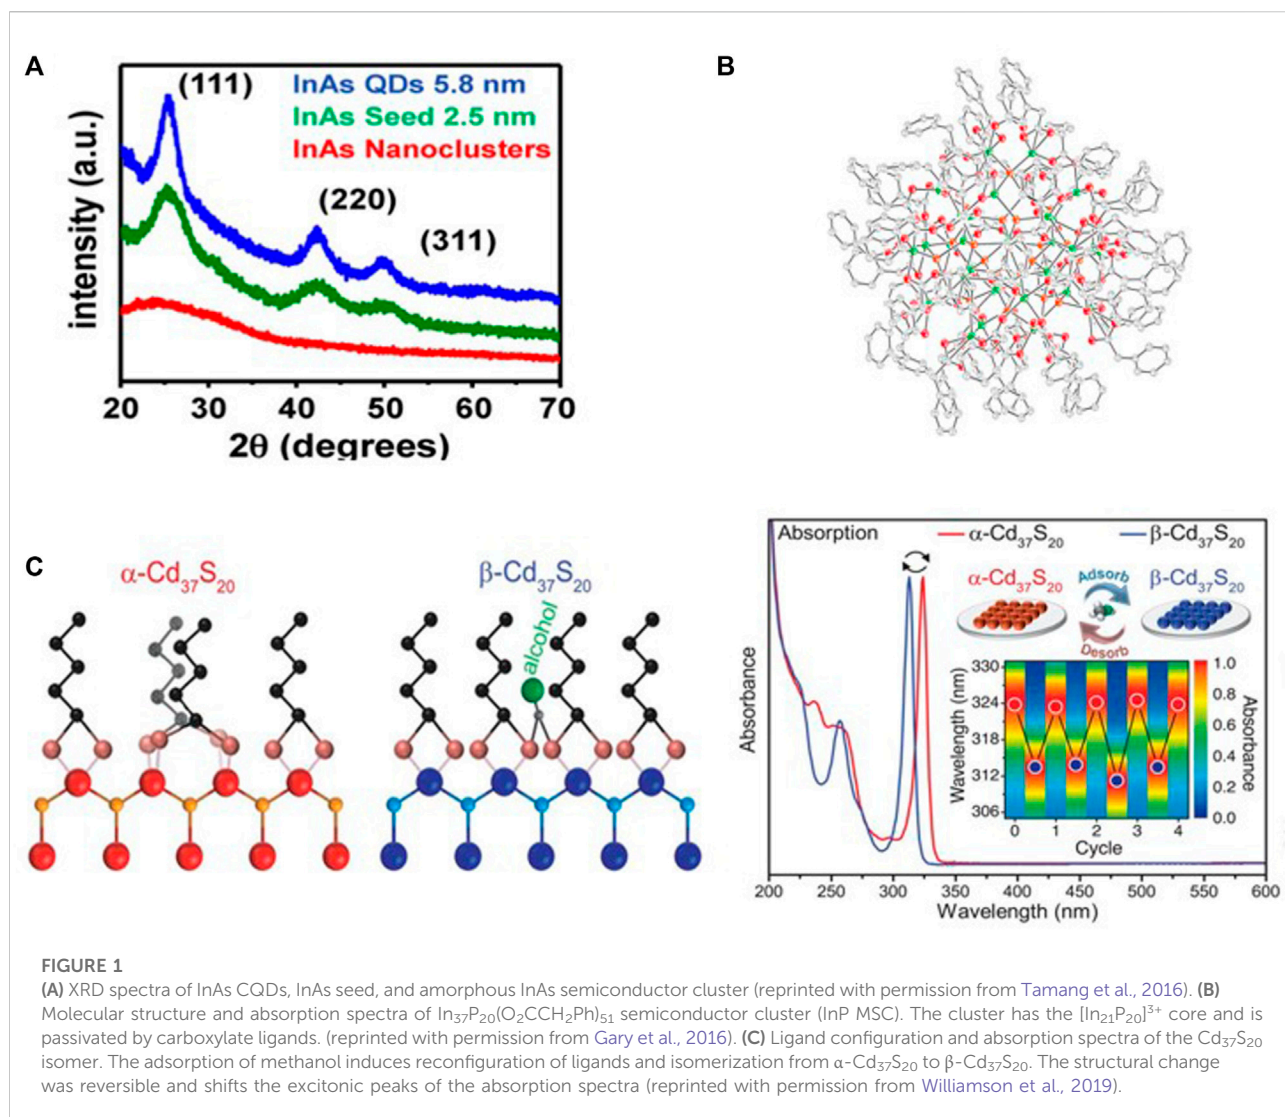 A
(111)
InAs QDs 5.8 nm
InAs Seed 2.5 nm
InAs Nanoclusters
(220)
(311)
intensity (a.u.)
20 30 40 50 60 70
2θ (degrees)
B
C
α-Cd37S20
β-Cd37S20
alcohol
Absorption
α-Cd37S20
β-Cd37S20
α-Cd37S20
Adsorb
β-Cd37S20
Desorb
Absorbance
Wavelength (nm)
330
324
318
312
306
0 1 2 3 4
Cycle
1.0
0.8
0.6
0.4
0.2
0.0
Absorbance
200 250 300 350 400 450 500 550 600
Wavelength (nm)
FIGURE 1
(A) XRD spectra of InAs CQDs, InAs seed, and amorphous InAs semiconductor cluster (reprinted with permission from Tamang et al., 2016). (B)
Molecular structure and absorption spectra of In37P20(O2CCH2Ph)51 semiconductor cluster (InP MSC). The cluster has the [In21P20]3+ core and is
passivated by carboxylate ligands. (reprinted with permission from Gary et al., 2016). (C) Ligand configuration and absorption spectra of the Cd37S20
isomer. The adsorption of methanol induces reconfiguration of ligands and isomerization from α-Cd37S20 to β-Cd37S20. The structural change
was reversible and shifts the excitonic peaks of the absorption spectra (reprinted with permission from Williamson et al., 2019).